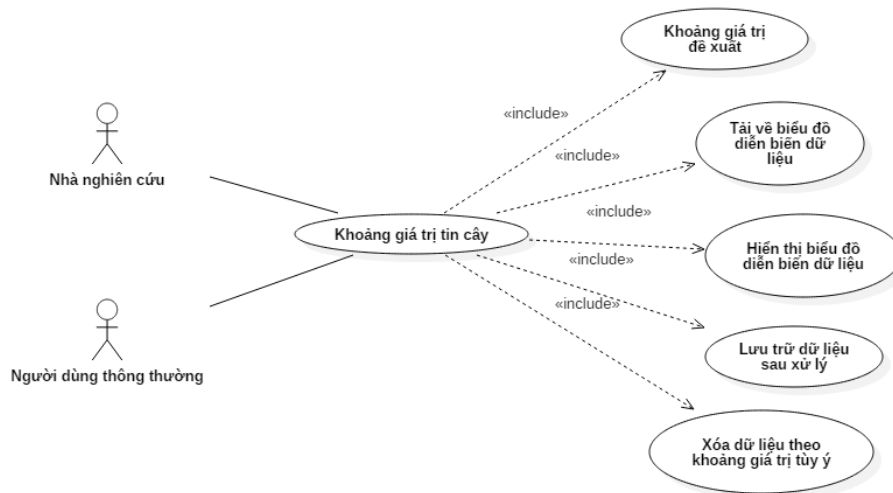 Khoảng giá trị
đề xuất
«include»
Tải về biểu đồ
diễn biến dữ
liệu
«include»
Nhà nghiên cứu
«include»
Khoảng giá trị tin cây
Hiển thị biểu đồ
diễn biến dữ liệu
«include»
«include»
Lưu trữ dữ liệu
sau xử lý
Người dùng thông thường
Xóa dữ liệu theo
khoảng giá trị tùy ý